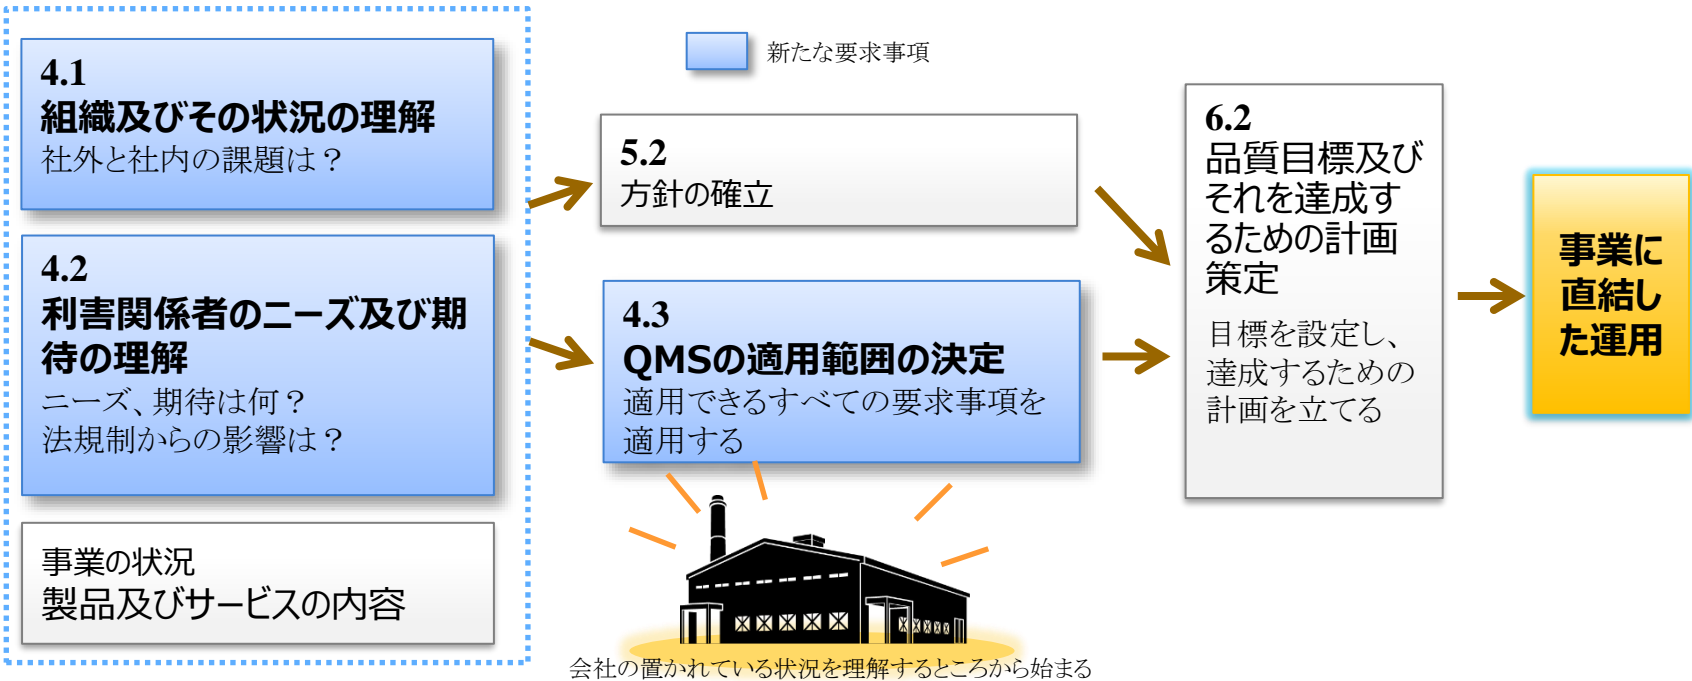 4.1
組織及びその状況の理解
社外と社内の課題は？
4.2
利害関係者のニーズ及び期
待の理解
ニーズ、期待は何？
法規制からの影響は？
事業の状況
製品及びサービスの内容
新たな要求事項
5.2
方針の確立
4.3
QMSの適用範囲の決定
適用できるすべての要求事項を
適用する
会社の置かれている状況を理解するところから始まる
6.2
品質目標及び
それを達成す
るための計画
策定
目標を設定し、
達成するための
計画を立てる
事業に
直結し
た運用